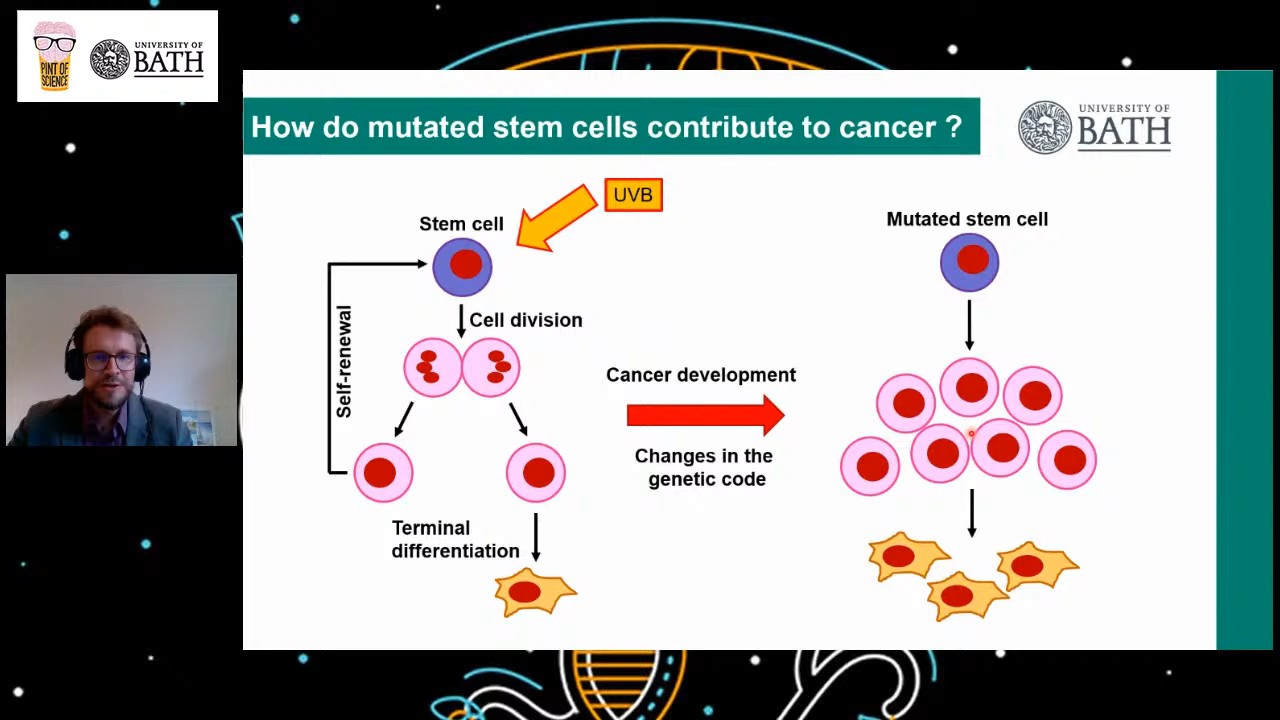 PINT OF
SCIENCE
UNIVERSITY OF
BATH
How do mutated stem cells contribute to cancer ?
UNIVERSITY OF
BATH
UVB
Stem cell
Cell division
Self-renewal
Terminal
differentiation
Cancer development
Changes in the
genetic code
Mutated stem cell